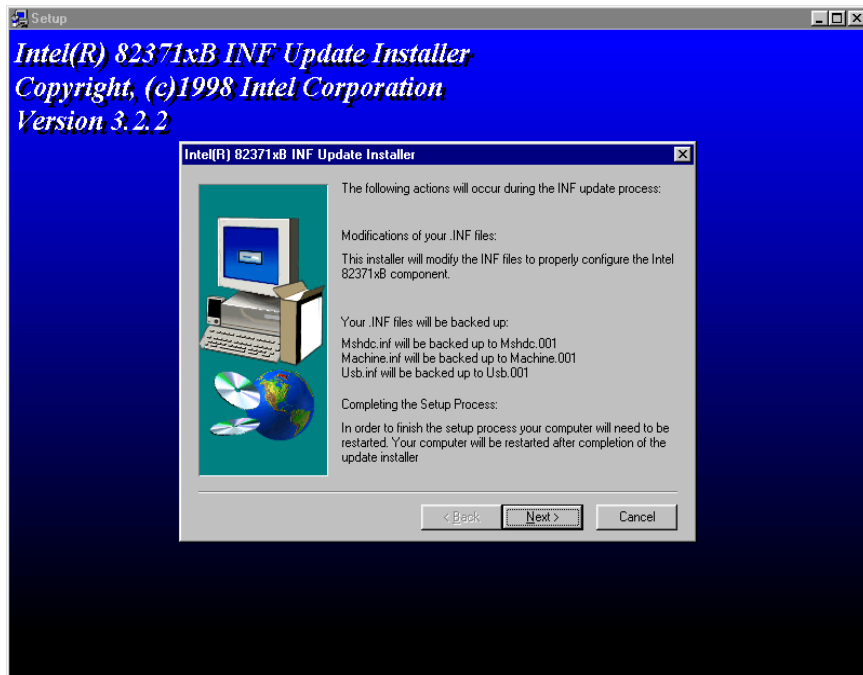 Setup
Intel(R) 82371xB INF Update Installer
Copyright, (c)1998 Intel Corporation
Version 3.2.2
Intel(R) 82371xB INF Update Installer
The following actions will occur during the INF update process:
Modifications of your .INF files:
This installer will modify the INF files to properly configure the Intel
82371xB component.
Your .INF files will be backed up:
Mshdc.inf will be backed up to Mshdc.001
Machine.inf will be backed up to Machine.001
Usb.inf will be backed up to Usb.001
Completing the Setup Process:
In order to finish the setup process your computer will need to be
restarted. Your computer will be restarted after completion of the
update installer
< Back Next > Cancel